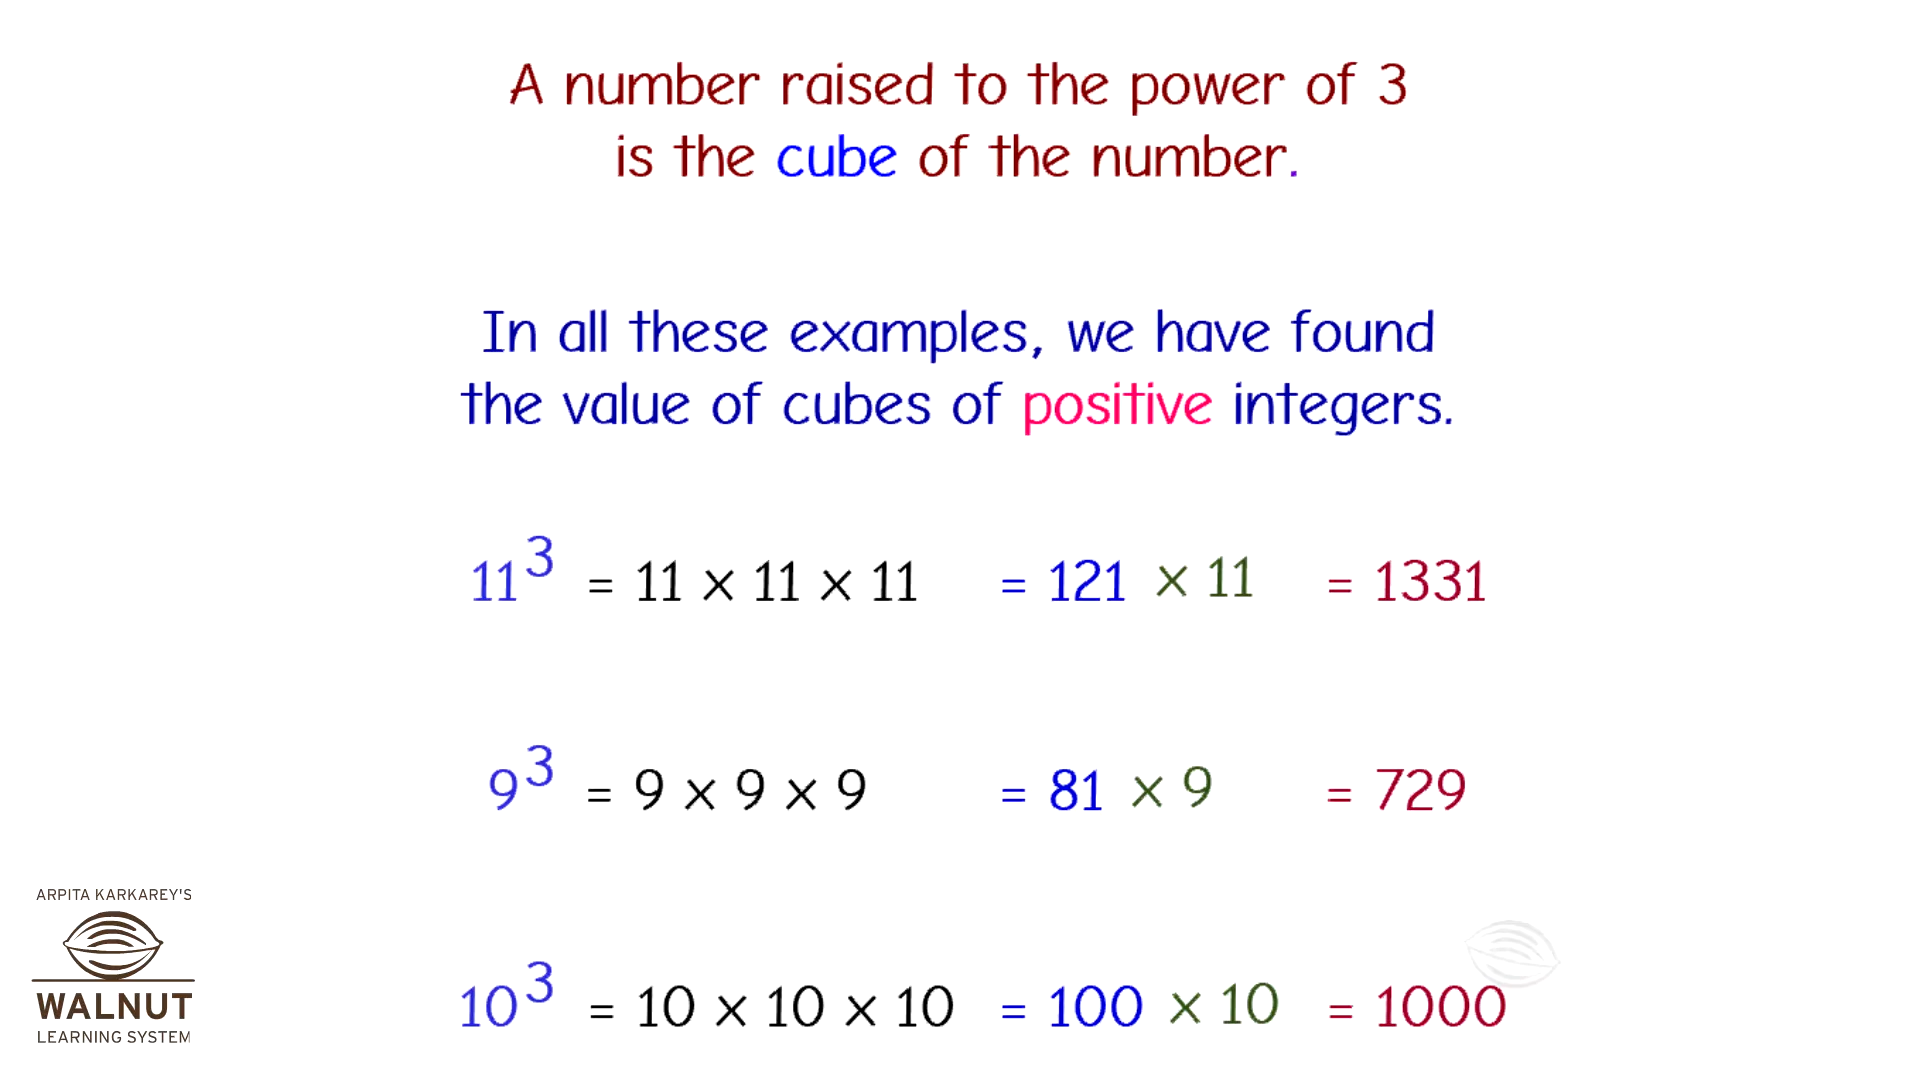 A number raised to the power of 3
is the cube of the number.
In all these examples, we have found
the value of cubes of positive integers.
11³ = 11 × 11 × 11 = 121 × 11 = 1331
9³ = 9 × 9 × 9 = 81 × 9 = 729
10³ = 10 × 10 × 10 = 100 × 10 = 1000
ARPITA KARKAREY'S
WALNUT
LEARNING SYSTEM